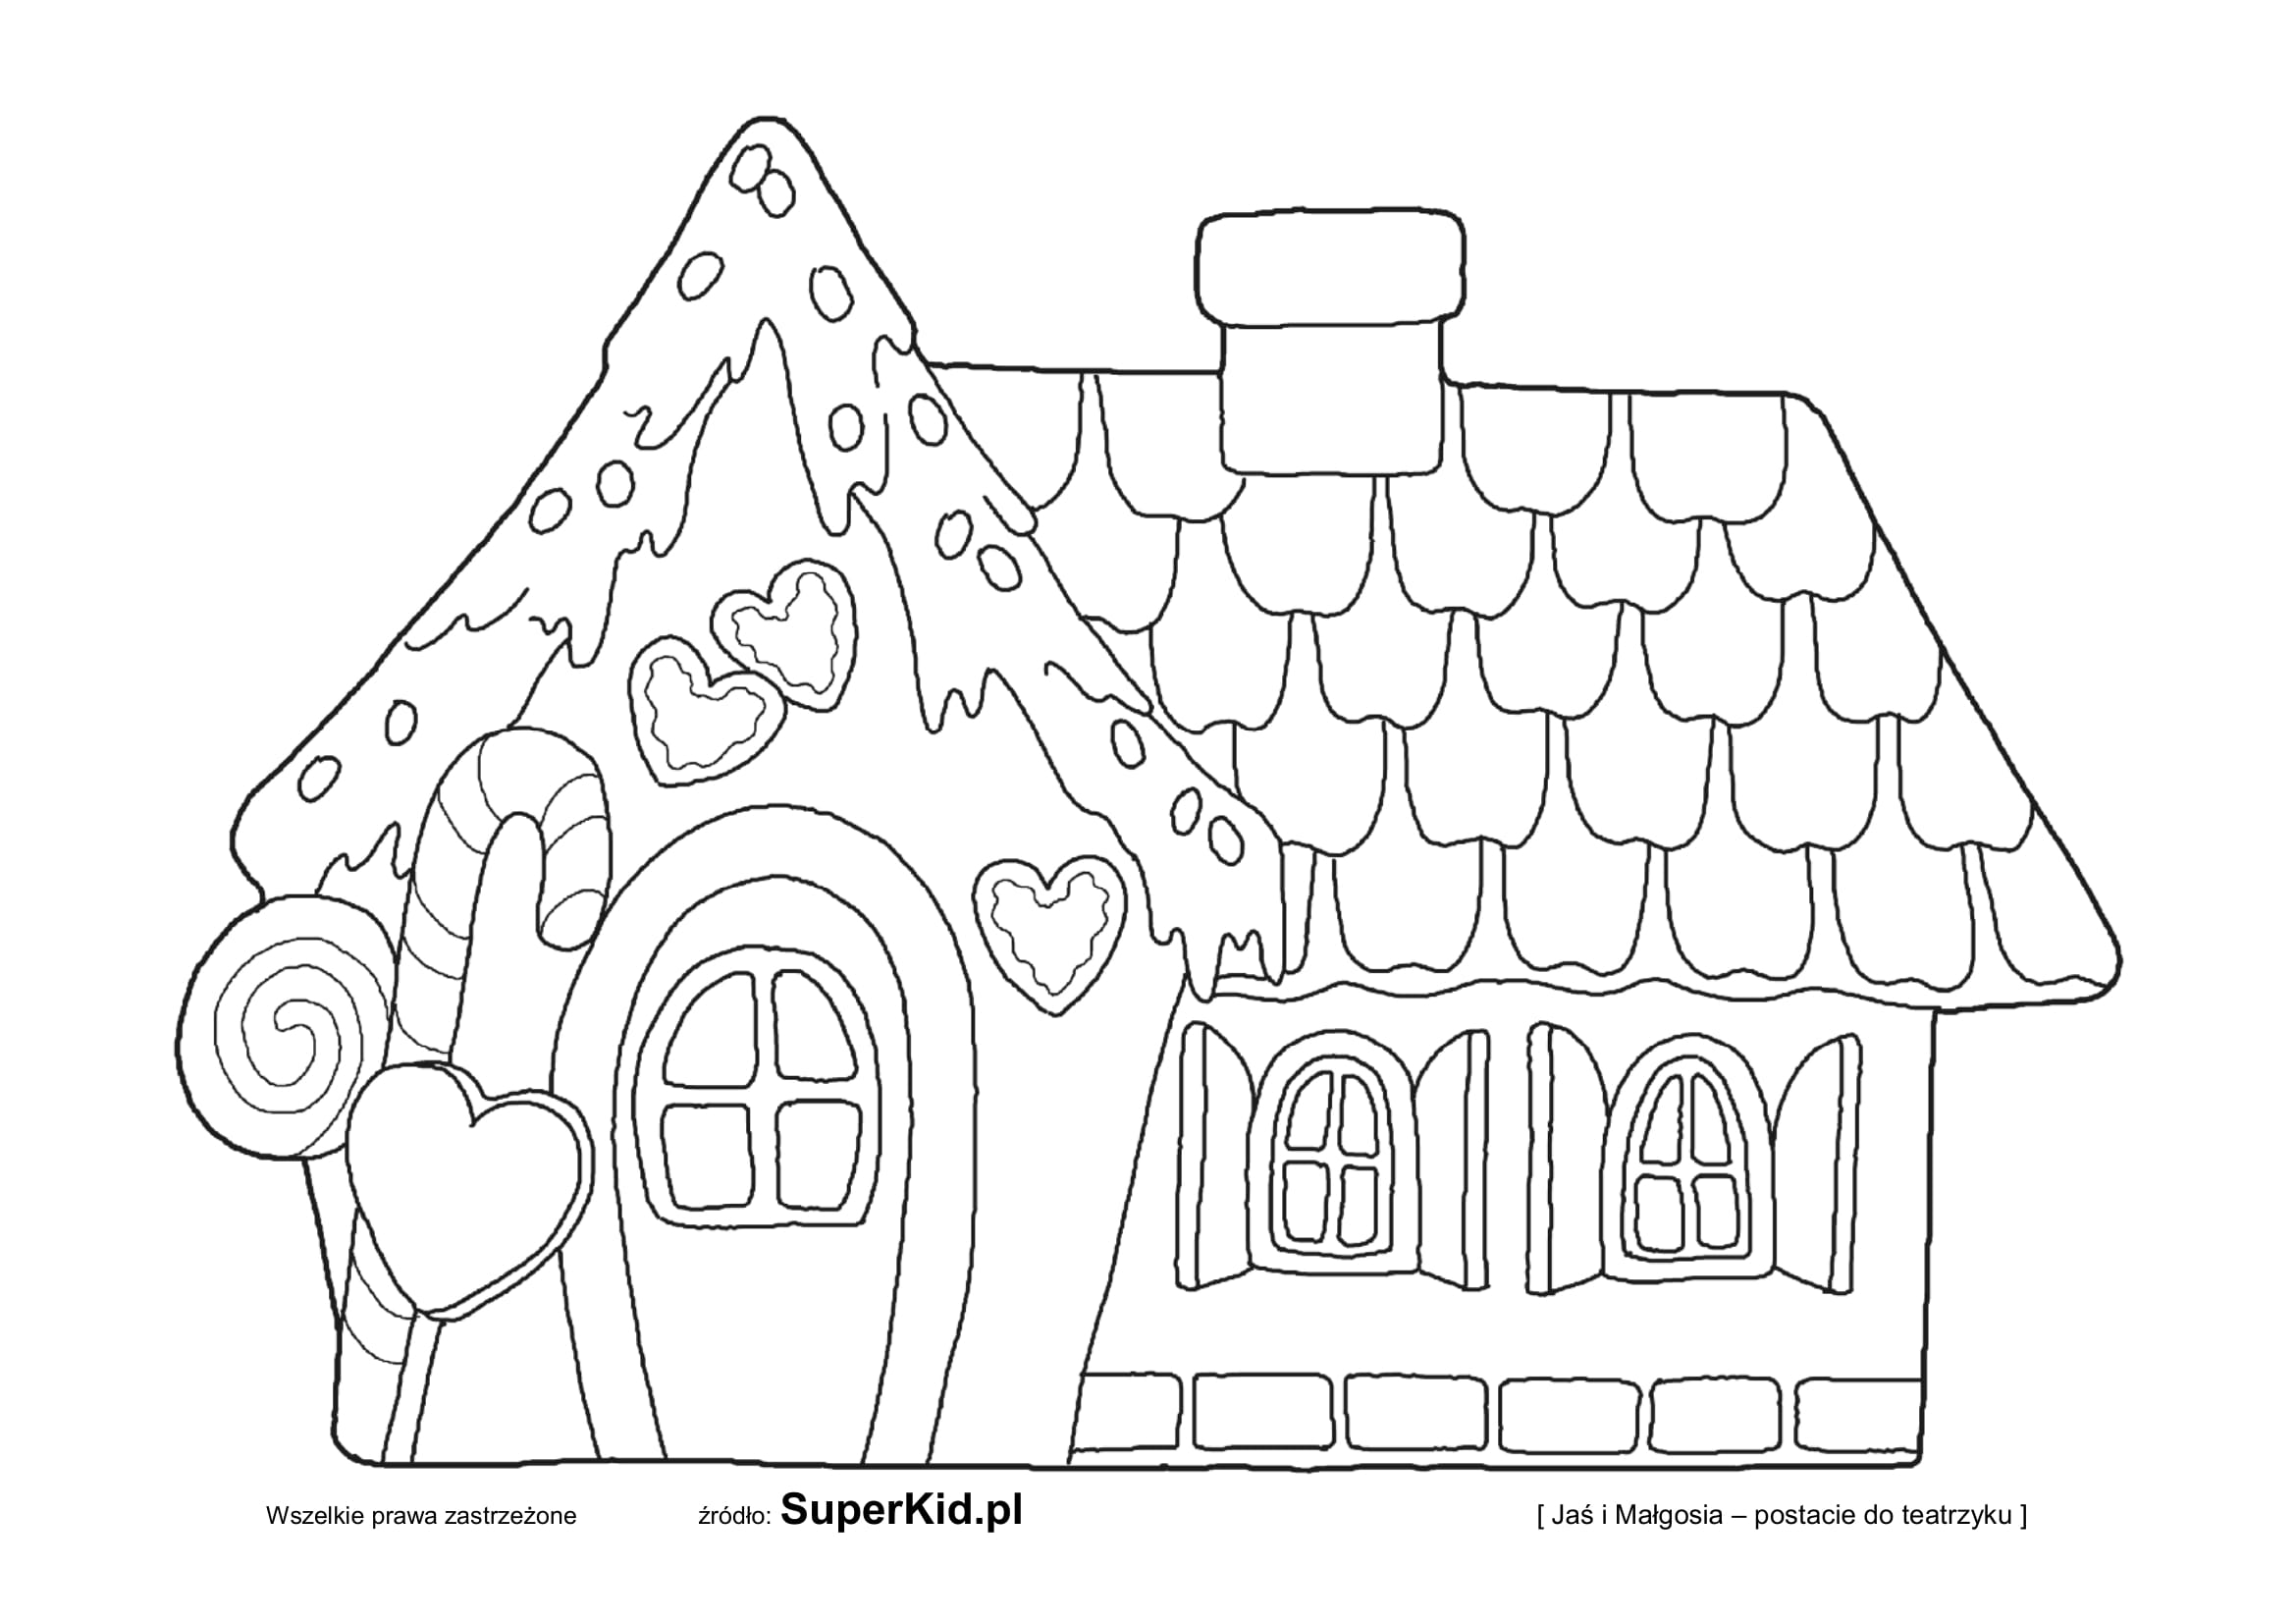 Wszelkie prawa zastrzeżone źródło: SuperKid.pl [ Jaś i Małgosia – postacie do teatrzyku ]